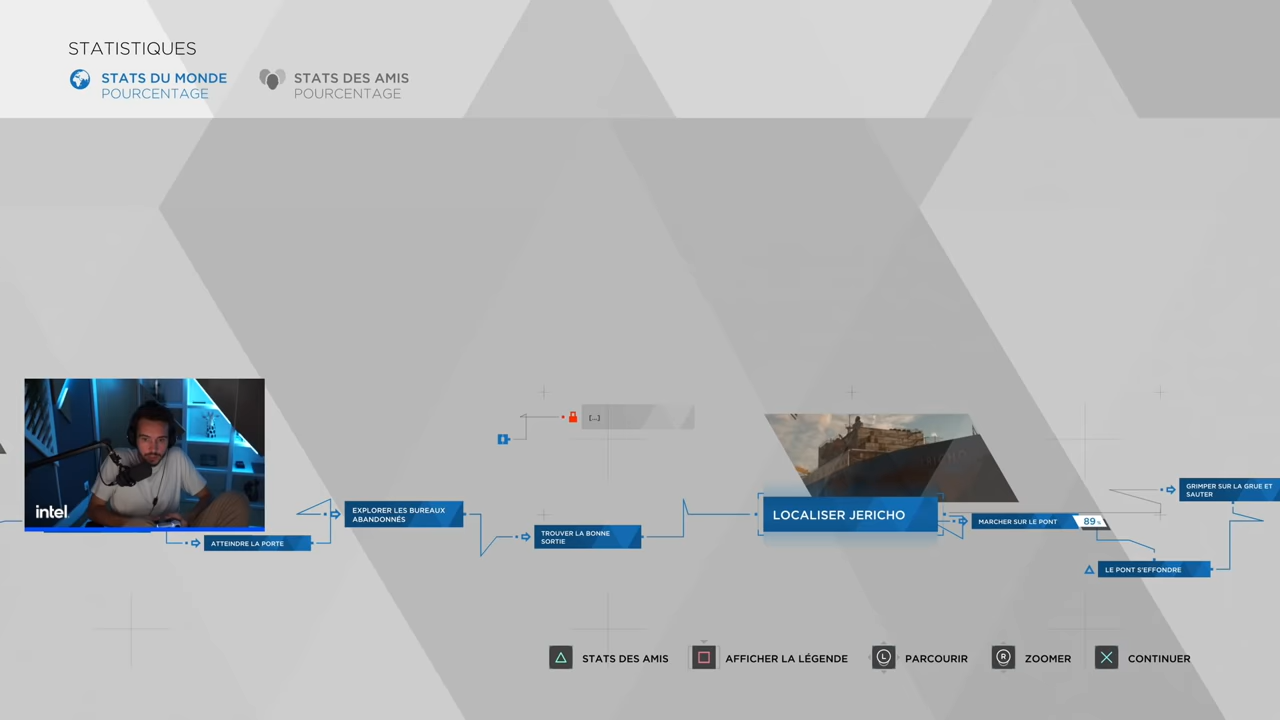 STATISTIQUES
STATS DU MONDE
POURCENTAGE
STATS DES AMIS
POURCENTAGE
[...]
GRIMPER SUR LA GRUE ET
SAUTER
EXPLORER LES BUREAUX
ABANDONNÉS
LOCALISER JERICHO
MARCHER SUR LE PONT
89%
intel
ATTEINDRE LA PORTE
TROUVER LA BONNE
SORTIE
LE PONT S'EFFONDRE
STATS DES AMIS
AFFICHER LA LÉGENDE
L
PARCOURIR
R
ZOOMER
CONTINUER